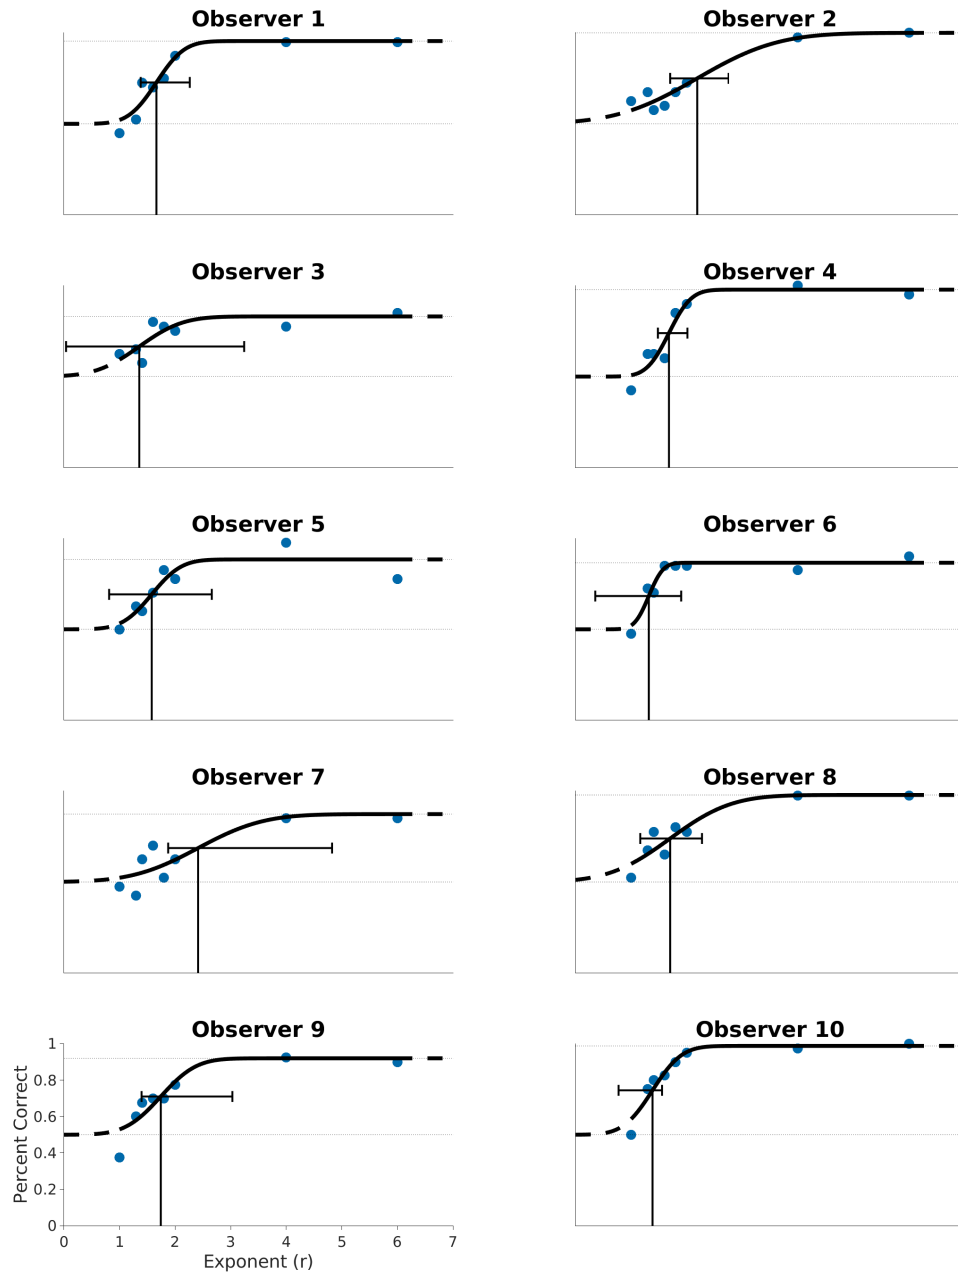 Observer 1
Observer 2
Observer 3
Observer 4
Observer 5
Observer 6
Observer 7
Observer 8
Observer 9
Observer 10
1
0.8
0.6
0.4
0.2
0
Percent Correct
0 1 2 3 4 5 6 7
Exponent (r)